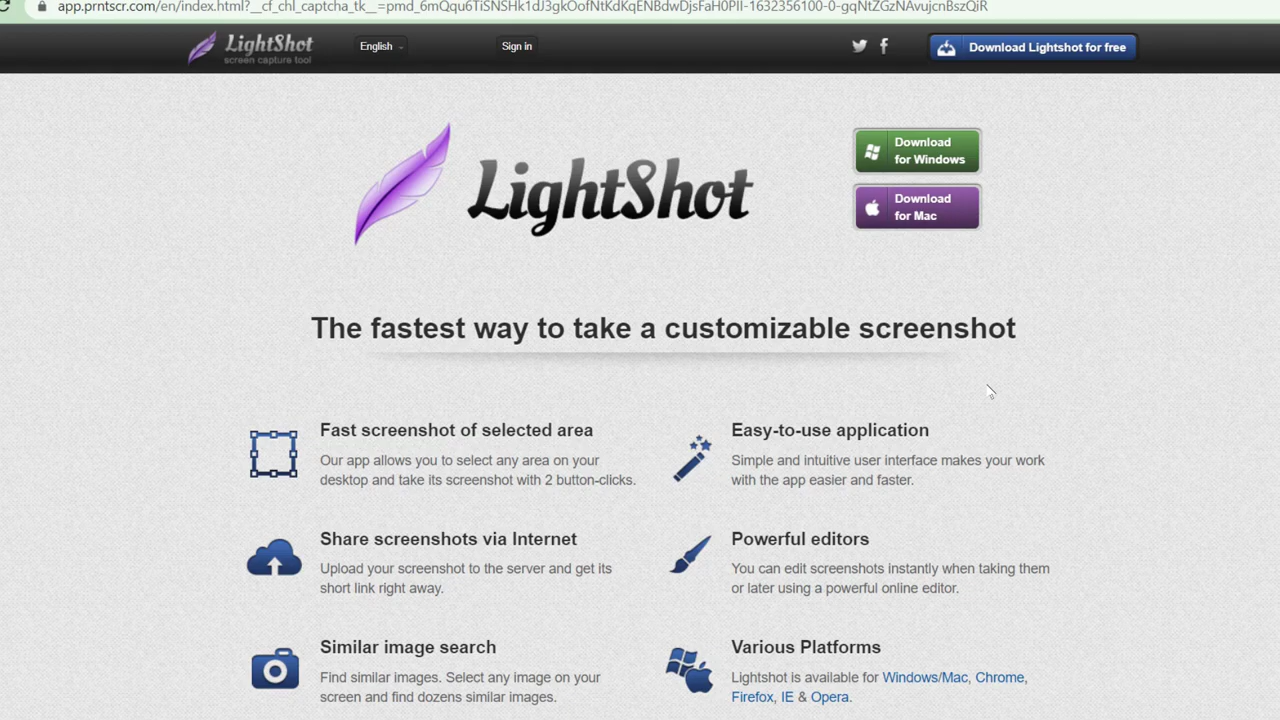 app.prntscr.com/en/index.html?__cf_chl_captcha_tk__=pmd_6mQqu6TiSNSHk1dJ3gkOofNtKdKqENBdwDjsFaH0PlI-1632356100-0-gqNtZGzNAvujcnBszQiR
LightShot
screen capture tool
English
Sign in
Download Lightshot for free
LightShot
Download
for Windows
Download
for Mac
The fastest way to take a customizable screenshot
Fast screenshot of selected area
Our app allows you to select any area on your
desktop and take its screenshot with 2 button-clicks.
Easy-to-use application
Simple and intuitive user interface makes your work
with the app easier and faster.
Share screenshots via Internet
Upload your screenshot to the server and get its
short link right away.
Powerful editors
You can edit screenshots instantly when taking them
or later using a powerful online editor.
Similar image search
Find similar images. Select any image on your
screen and find dozens similar images.
Various Platforms
Lightshot is available for Windows/Mac, Chrome,
Firefox, IE & Opera.